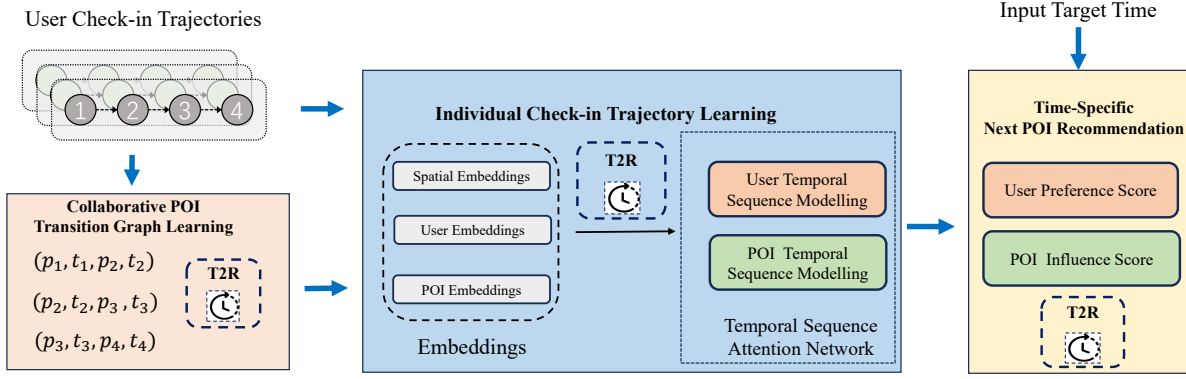 User Check-in Trajectories
1 2 3 4
Collaborative POI
Transition Graph Learning
(p₁, t₁, p₂, t₂)
(p₂, t₂, p₃ , t₃)
(p₃, t₃, p₄, t₄)
T2R
Individual Check-in Trajectory Learning
Spatial Embeddings
User Embeddings
POI Embeddings
Embeddings
T2R
User Temporal
Sequence Modelling
POI Temporal
Sequence Modelling
Temporal Sequence
Attention Network
Input Target Time
Time-Specific
Next POI Recommendation
User Preference Score
POI Influence Score
T2R